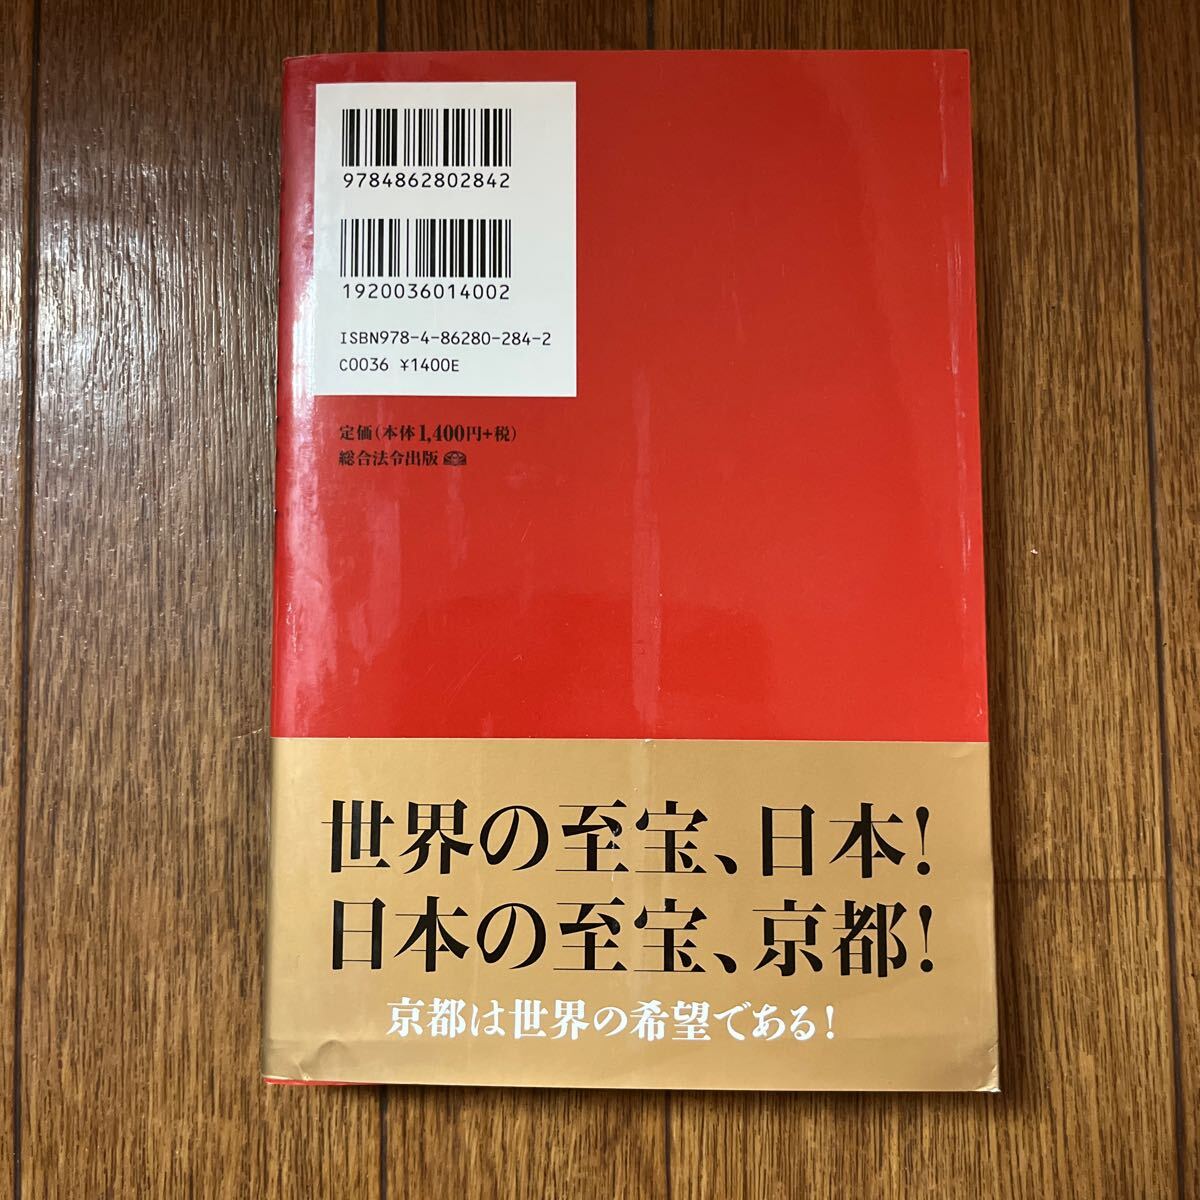 9784862802842
1920036014002
ISBN978-4-86280-284-2
C0036 ¥1400E
定価(本体1,400円+税)
総合法令出版
世界の至宝、日本!
日本の至宝、京都!
京都は世界の希望である!